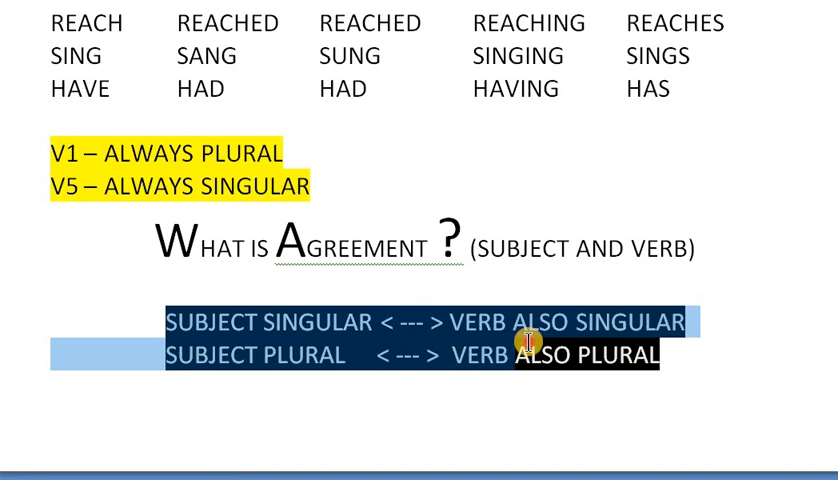 REACH REACHED REACHED REACHING REACHES
SING SANG SUNG SINGING SINGS
HAVE HAD HAD HAVING HAS
V1 – ALWAYS PLURAL
V5 – ALWAYS SINGULAR
WHAT IS AGREEMENT ? (SUBJECT AND VERB)
SUBJECT SINGULAR < --- > VERB ALSO SINGULAR
SUBJECT PLURAL < --- > VERB ALSO PLURAL